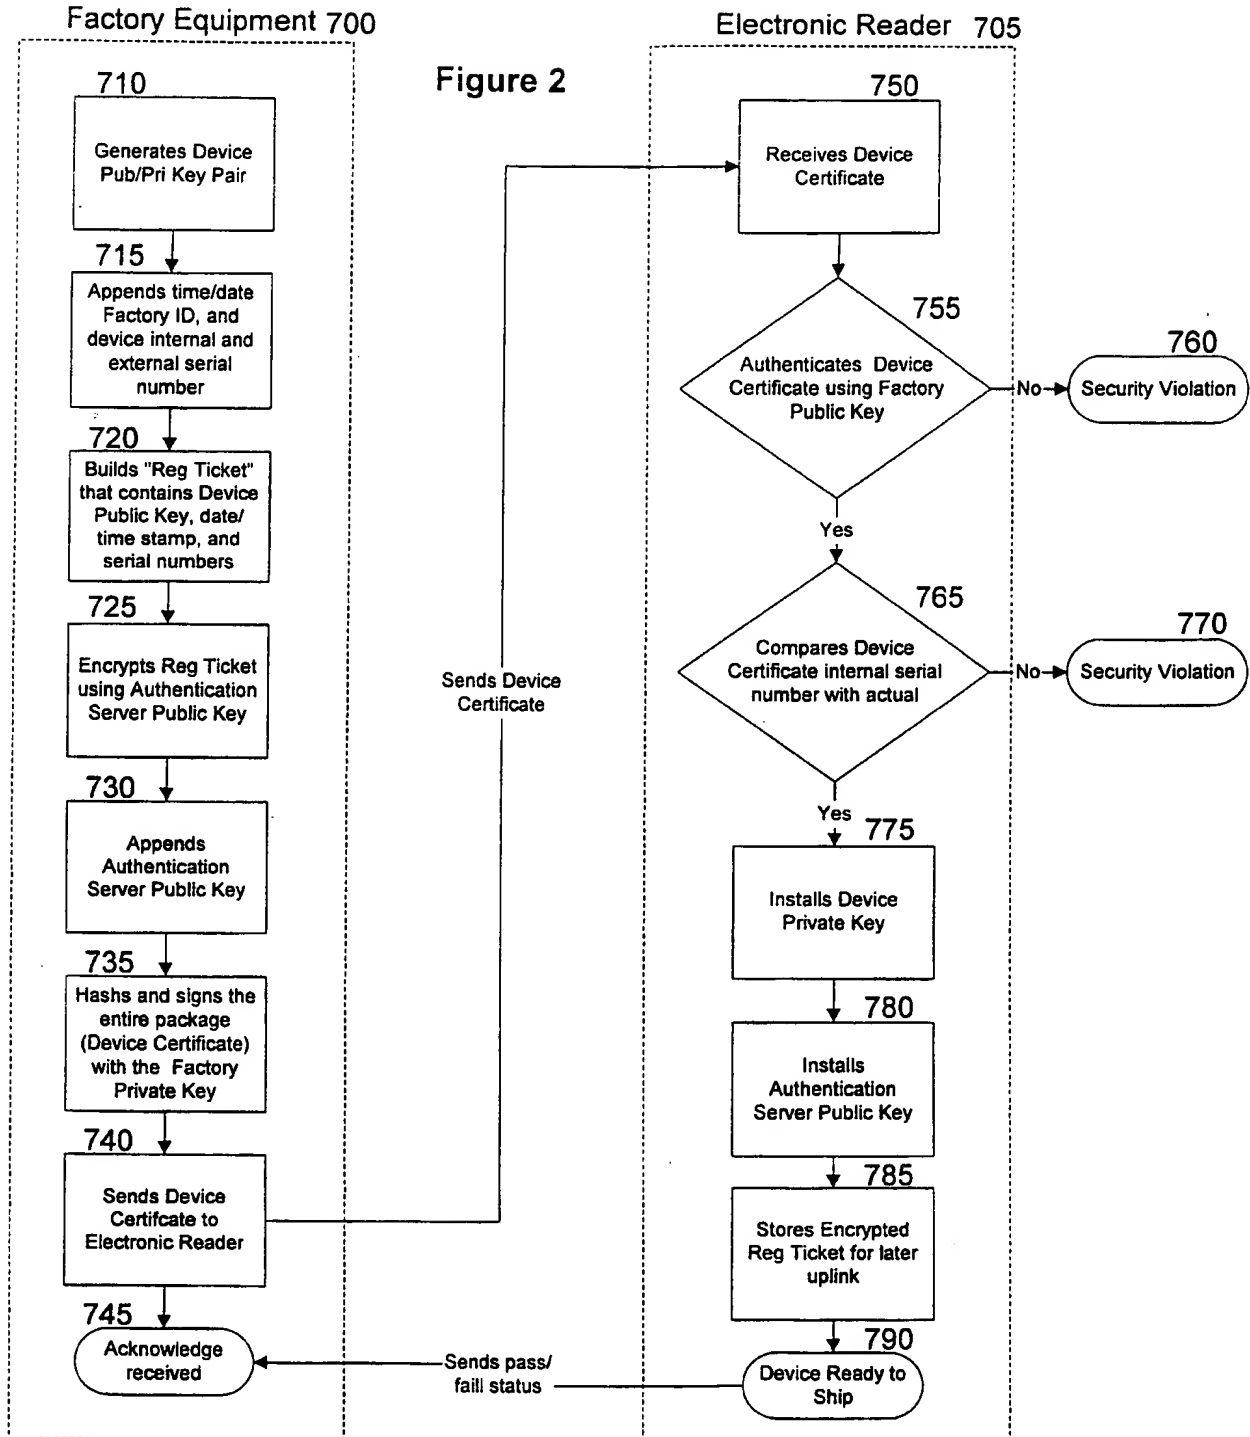 Factory Equipment 700
Figure 2
710
Generates Device
Pub/Pri Key Pair
715
Appends time/date
Factory ID, and
device internal and
external serial
number
720
Builds "Reg Ticket"
that contains Device
Public Key, date/
time stamp, and
serial numbers
725
Encrypts Reg Ticket
using Authentication
Server Public Key
730
Appends
Authentication
Server Public Key
735
Hashs and signs the
entire package
(Device Certificate)
with the Factory
Private Key
740
Sends Device
Certifcate to
Electronic Reader
745
Acknowledge
received
Sends Device
Certificate
Sends pass/
faill status
Electronic Reader 705
750
Receives Device
Certificate
755
Authenticates Device
Certificate using Factory
Public Key
No
760
Security Violation
Yes
765
Compares Device
Certificate internal serial
number with actual
No
770
Security Violation
Yes
775
Installs Device
Private Key
780
Installs
Authentication
Server Public Key
785
Stores Encrypted
Reg Ticket for later
uplink
790
Device Ready to
Ship